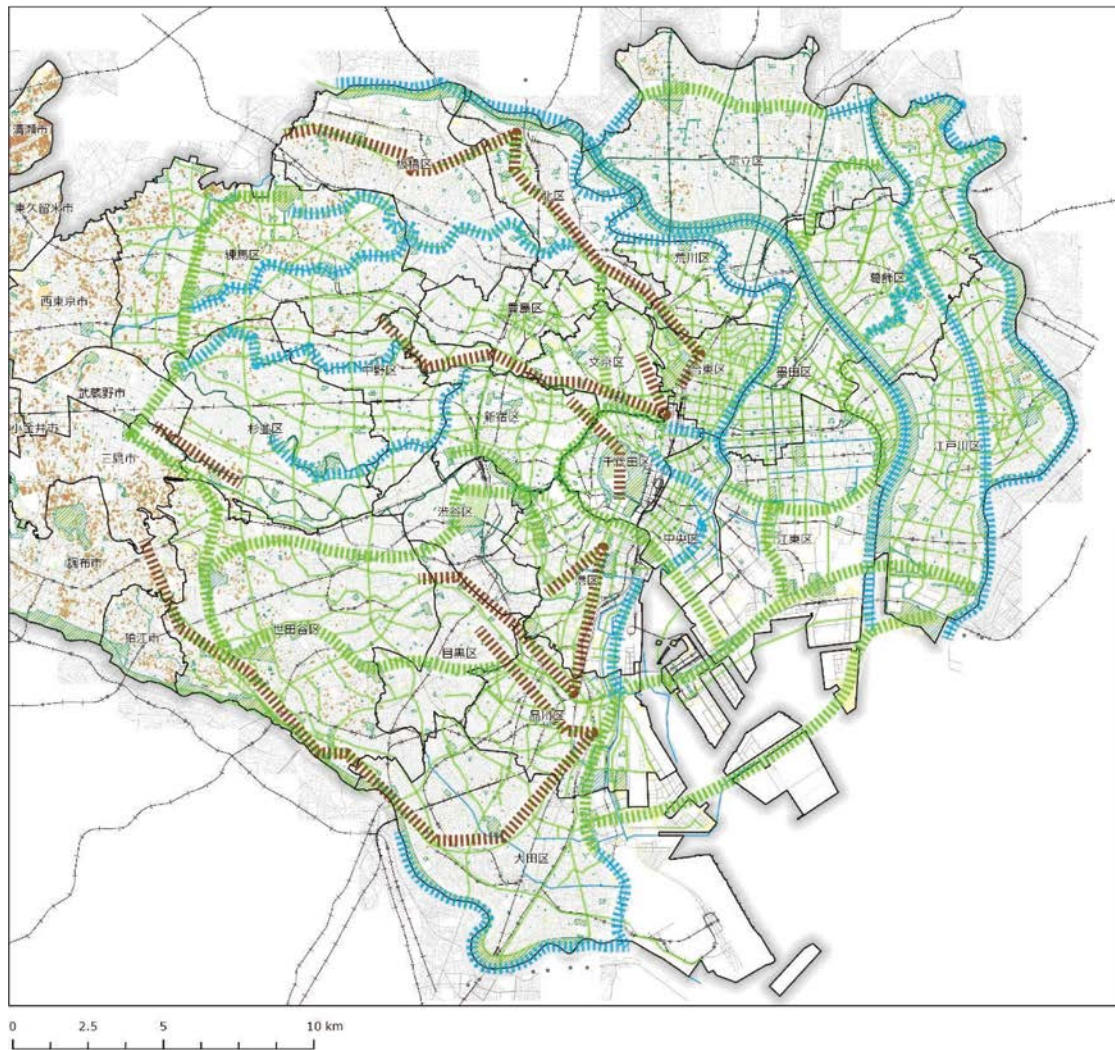 清瀬市
東久留米市
西東京市
武蔵野市
小金井市
三鷹市
調布市
狛江市
板橋区
北区
足立区
練馬区
荒川区
葛飾区
豊島区
文京区
台東区
墨田区
中野区
新宿区
杉並区
千代田区
江戸川区
渋谷区
中央区
江東区
港区
世田谷区
目黒区
品川区
大田区
0 2.5 5 10 km